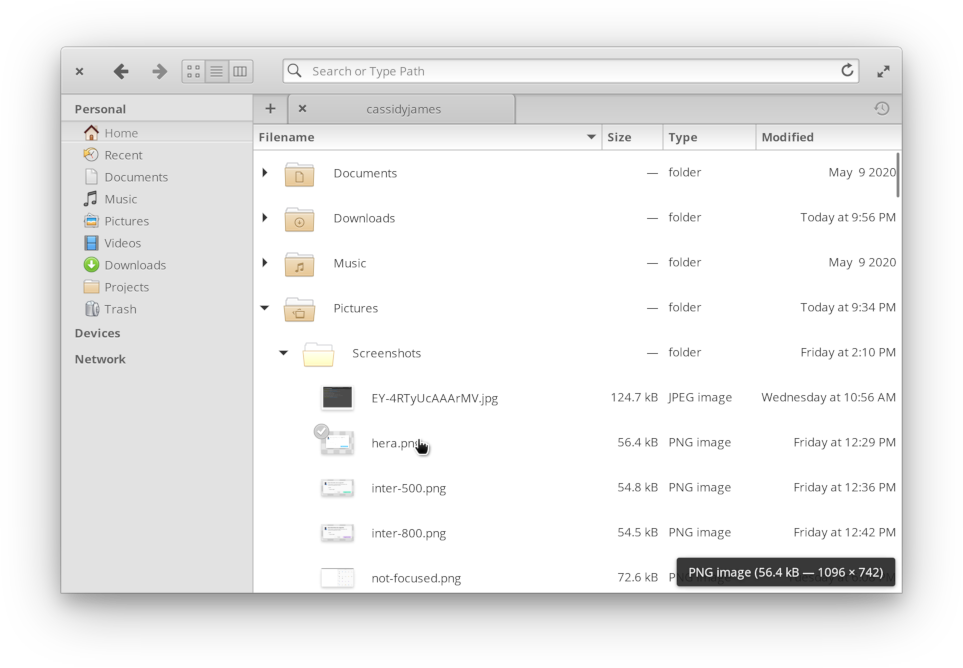 Search or Type Path
cassidyjames
Personal
Home
Recent
Documents
Music
Pictures
Videos
Downloads
Projects
Trash
Devices
Network
Filename Size Type Modified
Documents — folder May 9 2020
Downloads — folder Today at 9:56 PM
Music — folder May 9 2020
Pictures — folder Today at 9:34 PM
Screenshots — folder Friday at 2:10 PM
EY-4RTyUcAAArMV.jpg 124.7 kB JPEG image Wednesday at 10:56 AM
hera.png 56.4 kB PNG image Friday at 12:29 PM
inter-500.png 54.8 kB PNG image Friday at 12:36 PM
inter-800.png 54.5 kB PNG image Friday at 12:42 PM
not-focused.png 72.6 kB
PNG image (56.4 kB — 1096 × 742)